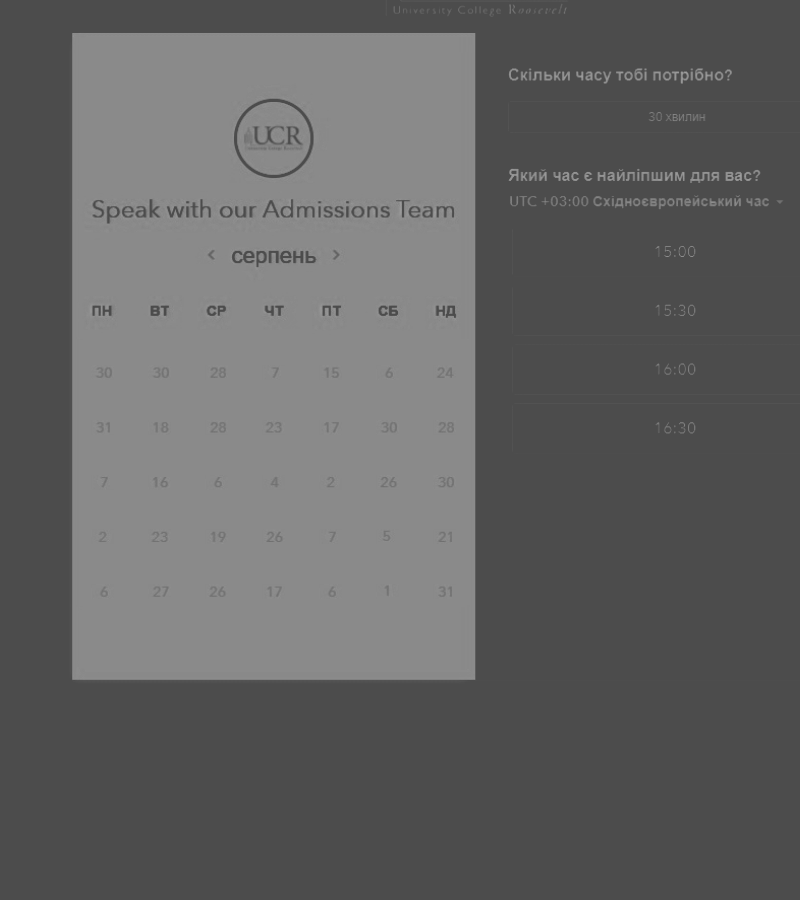 University College Roosevelt
UCR
Speak with our Admissions Team
< серпень >
ПН ВТ СР ЧТ ПТ СБ НД
30 30 28 7 15 6 24
31 18 28 23 17 30 28
7 16 6 4 2 26 30
2 23 19 26 7 5 21
6 27 26 17 6 1 31
Скільки часу тобі потрібно?
30 хвилин
Який час є найліпшим для вас?
UTC +03:00 Східноєвропейський час
15:00
15:30
16:00
16:30